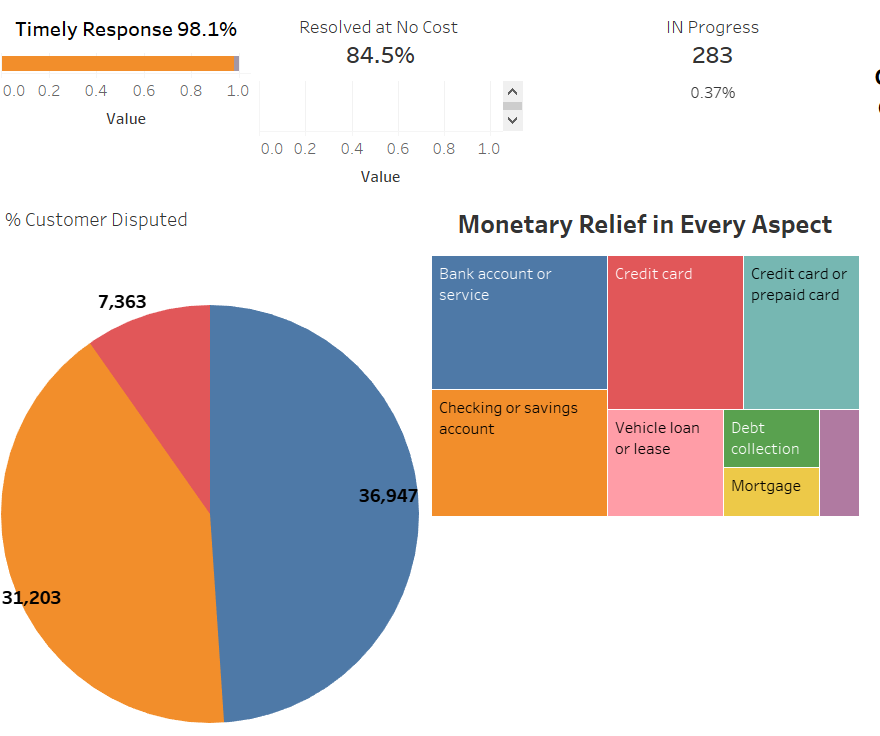 Timely Response 98.1%
0.0 0.2 0.4 0.6 0.8 1.0
Value
Resolved at No Cost
84.5%
0.0 0.2 0.4 0.6 0.8 1.0
Value
IN Progress
283
0.37%
% Customer Disputed
7,363
36,947
31,203
Monetary Relief in Every Aspect
Bank account or
service
Credit card
Credit card or
prepaid card
Checking or savings
account
Vehicle loan
or lease
Debt
collection
Mortgage